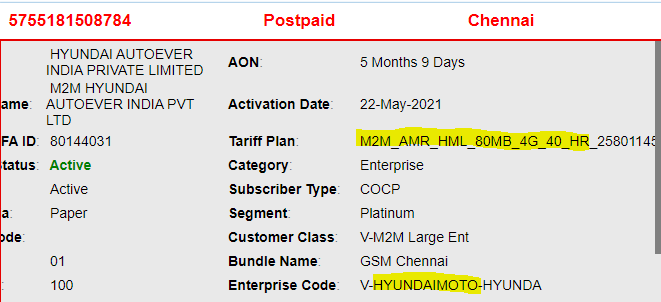 5755181508784 Postpaid Chennai
HYUNDAI AUTOEVER
INDIA PRIVATE LIMITED AON: 5 Months 9 Days
M2M HYUNDAI
ame: AUTOEVER INDIA PVT Activation Date: 22-May-2021
LTD
FA ID: 80144031 Tariff Plan: M2M_AMR_HML_80MB_4G_40_HR_25801145
status: Active Category: Enterprise
Active Subscriber Type: COCP
a: Paper Segment: Platinum
ode: Customer Class: V-M2M Large Ent
01 Bundle Name: GSM Chennai
: 100 Enterprise Code: V-HYUNDAIMOTO-HYUNDA